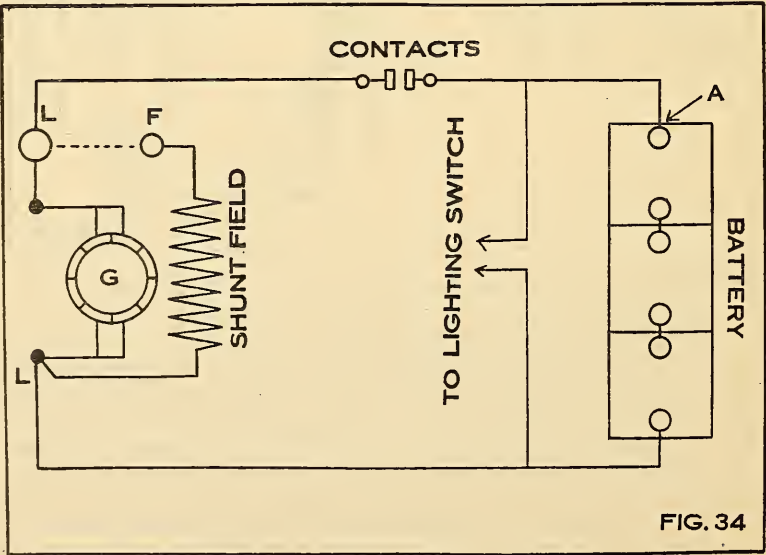 CONTACTS
L
F
A
G
SHUNT FIELD
TO LIGHTING SWITCH
BATTERY
L
FIG. 34